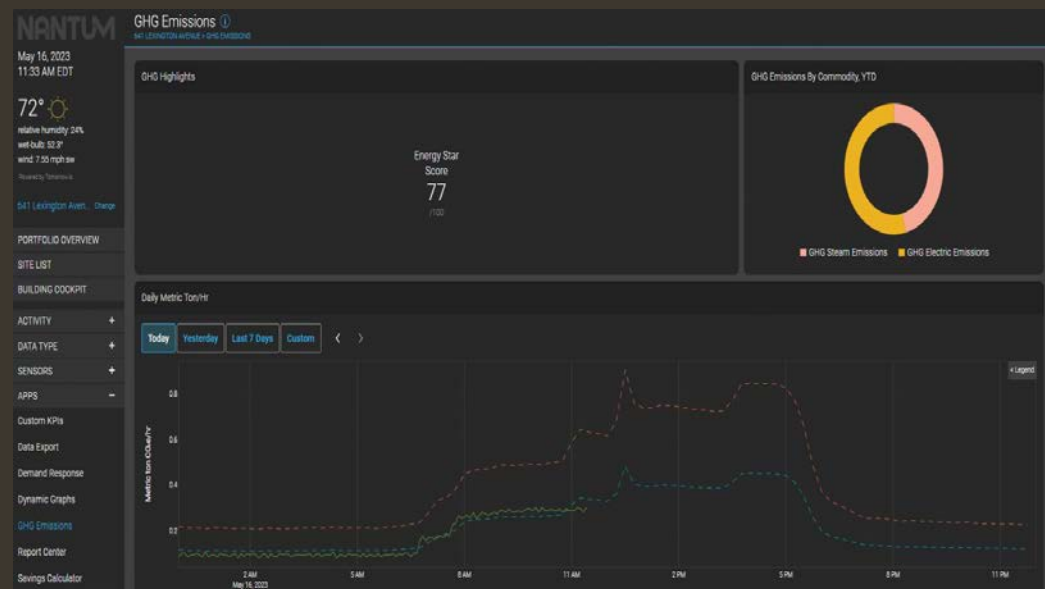 NANTUM
May 16, 2023
11:33 AM EDT
72°
relative humidity: 24%
wet-bulb: 52.3°
wind: 7.55 mph sw
Powered by Tomorrow.io
641 Lexington Aven... Change
PORTFOLIO OVERVIEW
SITE LIST
BUILDING COCKPIT
ACTIVITY +
DATA TYPE +
SENSORS +
APPS −
Custom KPIs
Data Export
Demand Response
Dynamic Graphs
GHG Emissions
Report Center
Savings Calculator
GHG Emissions
641 LEXINGTON AVENUE > GHG EMISSIONS
GHG Highlights
Energy Star
Score
77
/100
GHG Emissions By Commodity, YTD
GHG Steam Emissions GHG Electric Emissions
Daily Metric Ton/Hr
Today Yesterday Last 7 Days Custom < >
< Legend
Metric ton CO₂e/hr
0.8
0.6
0.4
0.2
2 AM 5 AM 8 AM 11 AM 2 PM 5 PM 8 PM 11 PM
May 16, 2023